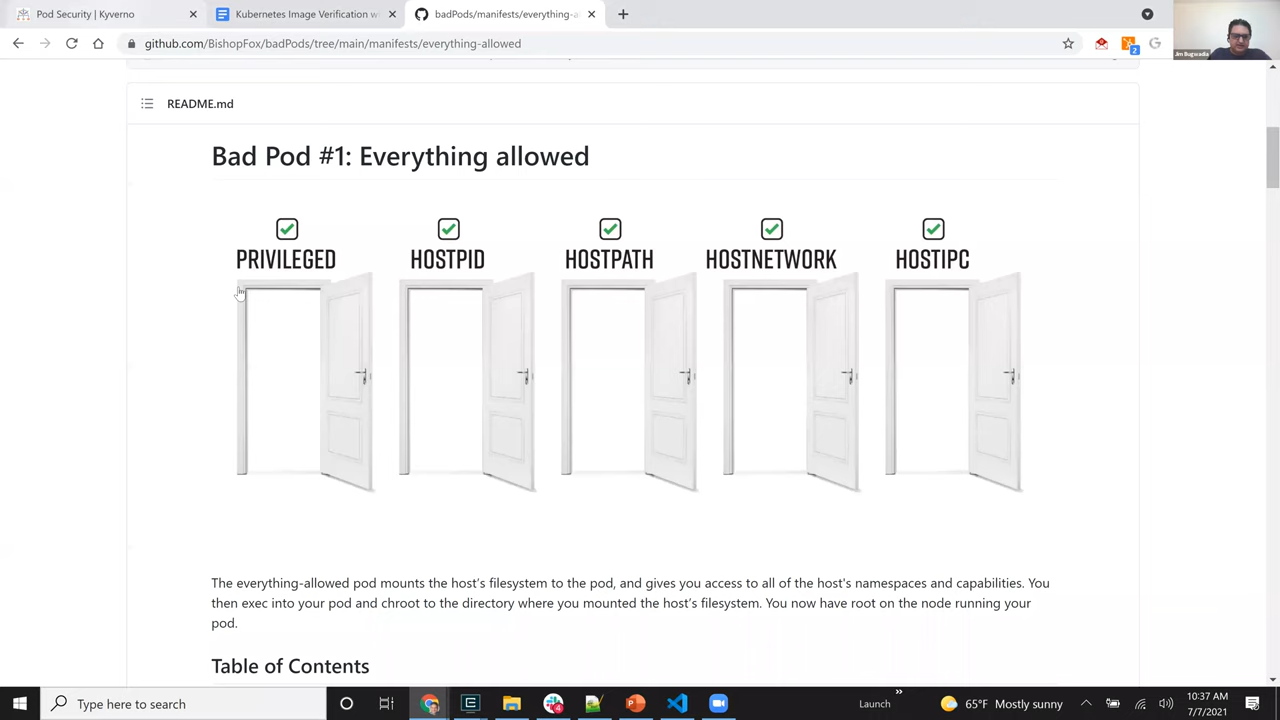 Pod Security | Kyverno
Kubernetes Image Verification w
badPods/manifests/everything-a
github.com/BishopFox/badPods/tree/main/manifests/everything-allowed
2
Jim Bugwadia
README.md
Bad Pod #1: Everything allowed
PRIVILEGED
HOSTPID
HOSTPATH
HOSTNETWORK
HOSTIPC
The everything-allowed pod mounts the host's filesystem to the pod, and gives you access to all of the host's namespaces and capabilities. You
then exec into your pod and chroot to the directory where you mounted the host's filesystem. You now have root on the node running your
pod.
Table of Contents
Type here to search
Launch
65°F Mostly sunny
10:37 AM
7/7/2021